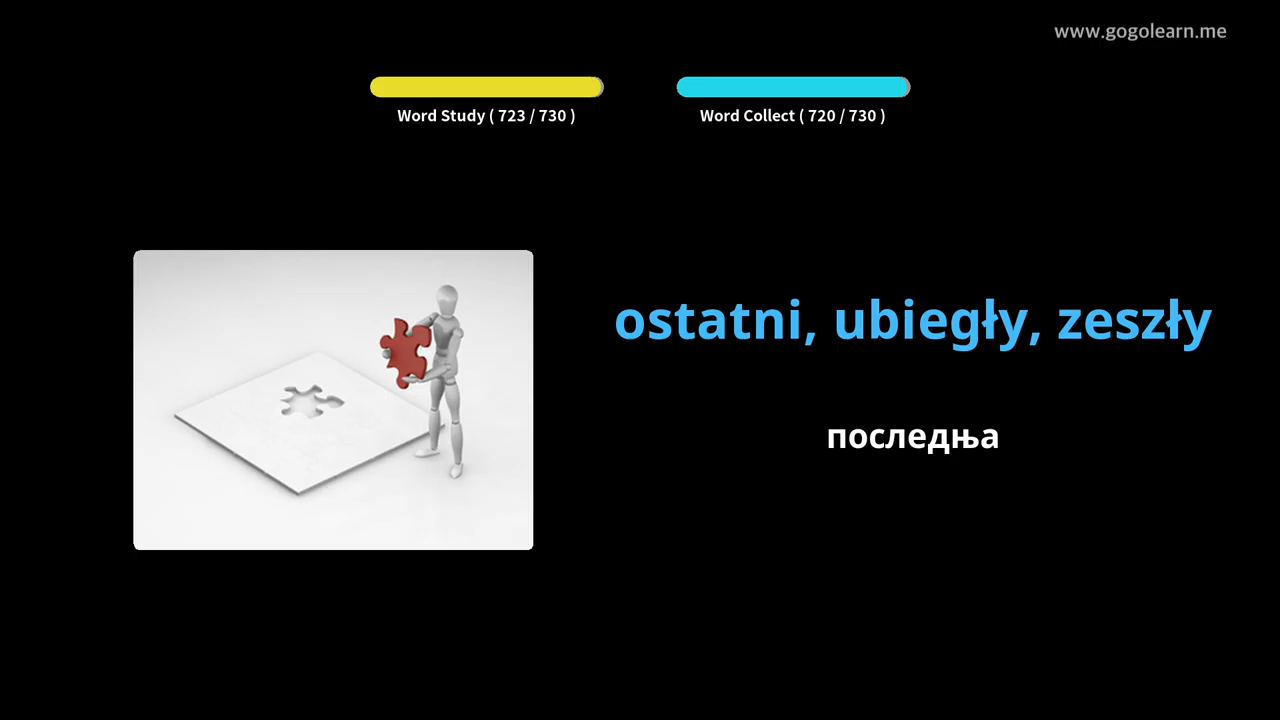 www.gogolearn.me
Word Study ( 723 / 730 )
Word Collect ( 720 / 730 )
ostatni, ubiegły, zeszły
последња